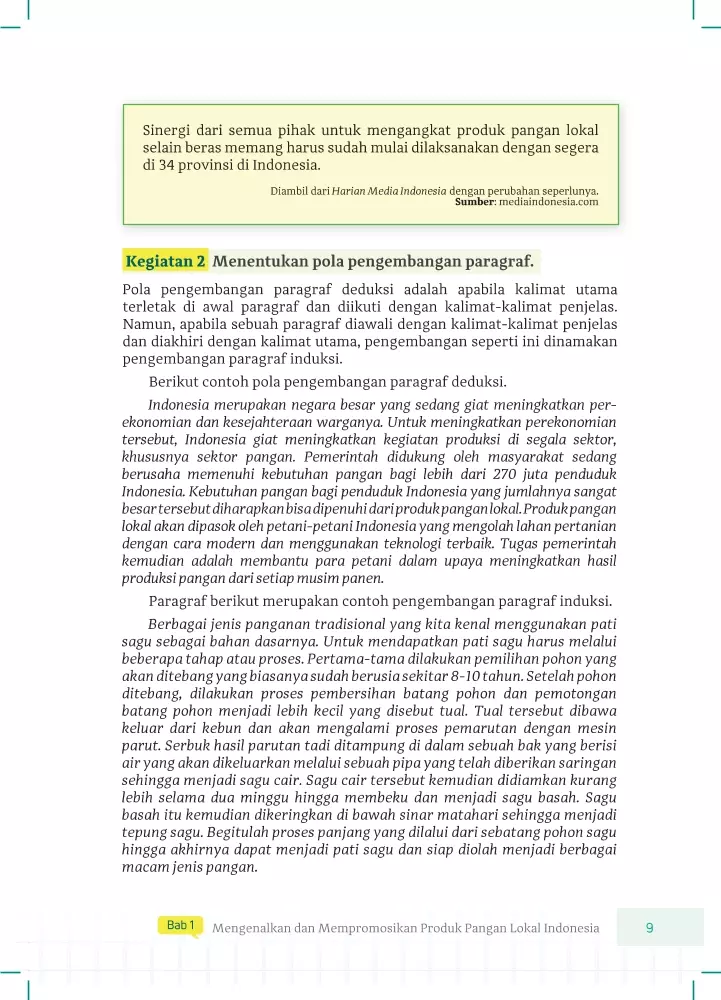 Sinergi dari semua pihak untuk mengangkat produk pangan lokal
selain beras memang harus sudah mulai dilaksanakan dengan segera
di 34 provinsi di Indonesia.
Diambil dari Harian Media Indonesia dengan perubahan seperlunya.
Sumber: mediaindonesia.com
Kegiatan 2 Menentukan pola pengembangan paragraf.
Pola pengembangan paragraf deduksi adalah apabila kalimat utama
terletak di awal paragraf dan diikuti dengan kalimat-kalimat penjelas.
Namun, apabila sebuah paragraf diawali dengan kalimat-kalimat penjelas
dan diakhiri dengan kalimat utama, pengembangan seperti ini dinamakan
pengembangan paragraf induksi.
Berikut contoh pola pengembangan paragraf deduksi.
Indonesia merupakan negara besar yang sedang giat meningkatkan per-
ekonomian dan kesejahteraan warganya. Untuk meningkatkan perekonomian
tersebut, Indonesia giat meningkatkan kegiatan produksi di segala sektor,
khususnya sektor pangan. Pemerintah didukung oleh masyarakat sedang
berusaha memenuhi kebutuhan pangan bagi lebih dari 270 juta penduduk
Indonesia. Kebutuhan pangan bagi penduduk Indonesia yang jumlahnya sangat
besar tersebut diharapkan bisa dipenuhi dari produk pangan lokal. Produk pangan
lokal akan dipasok oleh petani-petani Indonesia yang mengolah lahan pertanian
dengan cara modern dan menggunakan teknologi terbaik. Tugas pemerintah
kemudian adalah membantu para petani dalam upaya meningkatkan hasil
produksi pangan dari setiap musim panen.
Paragraf berikut merupakan contoh pengembangan paragraf induksi.
Berbagai jenis panganan tradisional yang kita kenal menggunakan pati
sagu sebagai bahan dasarnya. Untuk mendapatkan pati sagu harus melalui
beberapa tahap atau proses. Pertama-tama dilakukan pemilihan pohon yang
akan ditebang yang biasanya sudah berusia sekitar 8-10 tahun. Setelah pohon
ditebang, dilakukan proses pembersihan batang pohon dan pemotongan
batang pohon menjadi lebih kecil yang disebut tual. Tual tersebut dibawa
keluar dari kebun dan akan mengalami proses pemarutan dengan mesin
parut. Serbuk hasil parutan tadi ditampung di dalam sebuah bak yang berisi
air yang akan dikeluarkan melalui sebuah pipa yang telah diberikan saringan
sehingga menjadi sagu cair. Sagu cair tersebut kemudian didiamkan kurang
lebih selama dua minggu hingga membeku dan menjadi sagu basah. Sagu
basah itu kemudian dikeringkan di bawah sinar matahari sehingga menjadi
tepung sagu. Begitulah proses panjang yang dilalui dari sebatang pohon sagu
hingga akhirnya dapat menjadi pati sagu dan siap diolah menjadi berbagai
macam jenis pangan.
Bab 1 Mengenalkan dan Mempromosikan Produk Pangan Lokal Indonesia 9